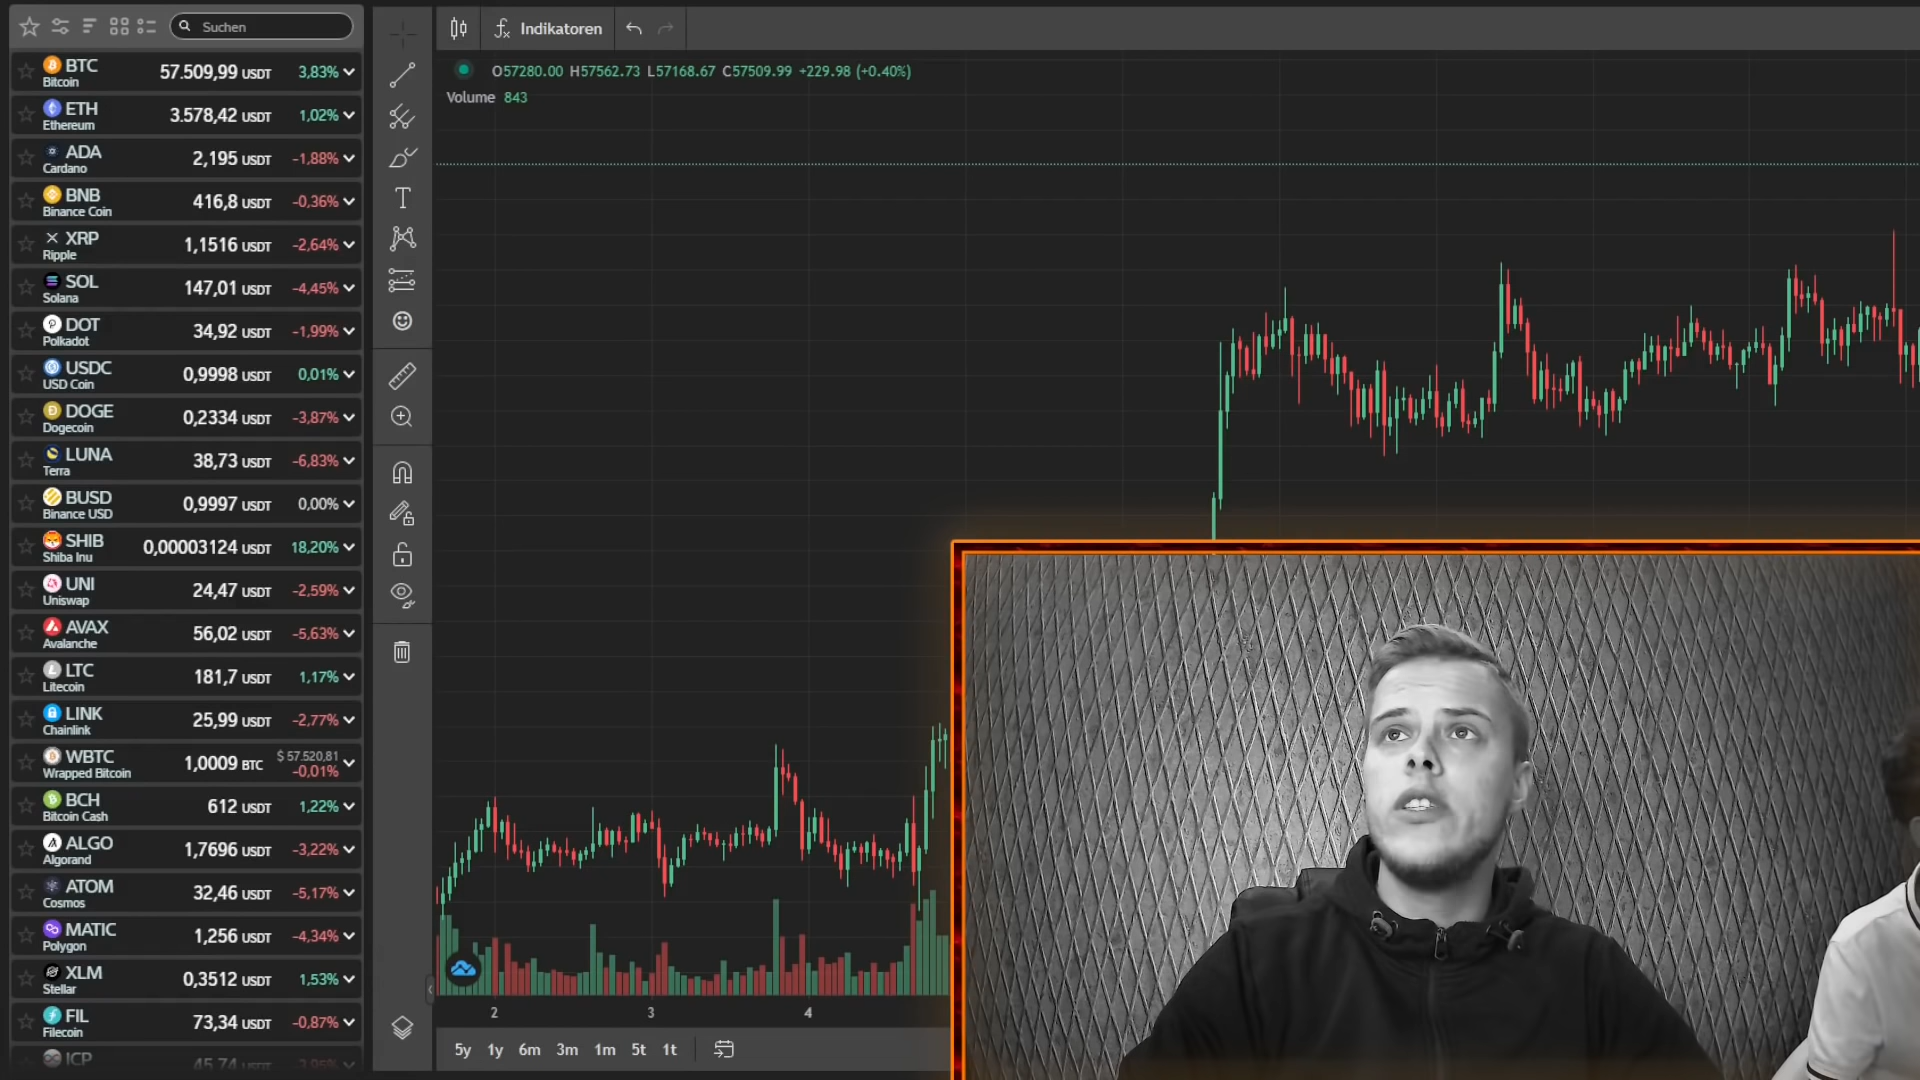 Suchen
BTC
Bitcoin
57.509,99 USDT
3,83%
ETH
Ethereum
3.578,42 USDT
1,02%
ADA
Cardano
2,195 USDT
-1,88%
BNB
Binance Coin
416,8 USDT
-0,36%
XRP
Ripple
1,1516 USDT
-2,64%
SOL
Solana
147,01 USDT
-4,45%
DOT
Polkadot
34,92 USDT
-1,99%
USDC
USD Coin
0,9998 USDT
0,01%
DOGE
Dogecoin
0,2334 USDT
-3,87%
LUNA
Terra
38,73 USDT
-6,83%
BUSD
Binance USD
0,9997 USDT
0,00%
SHIB
Shiba Inu
0,00003124 USDT
18,20%
UNI
Uniswap
24,47 USDT
-2,59%
AVAX
Avalanche
56,02 USDT
-5,63%
LTC
Litecoin
181,7 USDT
1,17%
LINK
Chainlink
25,99 USDT
-2,77%
WBTC
Wrapped Bitcoin
1,0009 BTC
$ 57.520,81
-0,01%
BCH
Bitcoin Cash
612 USDT
1,22%
ALGO
Algorand
1,7696 USDT
-3,22%
ATOM
Cosmos
32,46 USDT
-5,17%
MATIC
Polygon
1,256 USDT
-4,34%
XLM
Stellar
0,3512 USDT
1,53%
FIL
Filecoin
73,34 USDT
-0,87%
ICP
45,74 USDT
-3,95%
Indikatoren
O57280.00 H57562.73 L57168.67 C57509.99 +229.98 (+0.40%)
Volume 843
2 3 4
5y 1y 6m 3m 1m 5t 1t